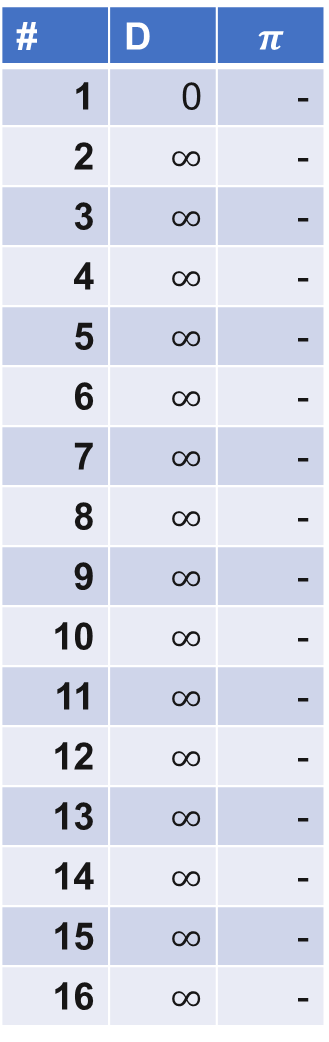 # D π
1 0 -
2 ∞ -
3 ∞ -
4 ∞ -
5 ∞ -
6 ∞ -
7 ∞ -
8 ∞ -
9 ∞ -
10 ∞ -
11 ∞ -
12 ∞ -
13 ∞ -
14 ∞ -
15 ∞ -
16 ∞ -